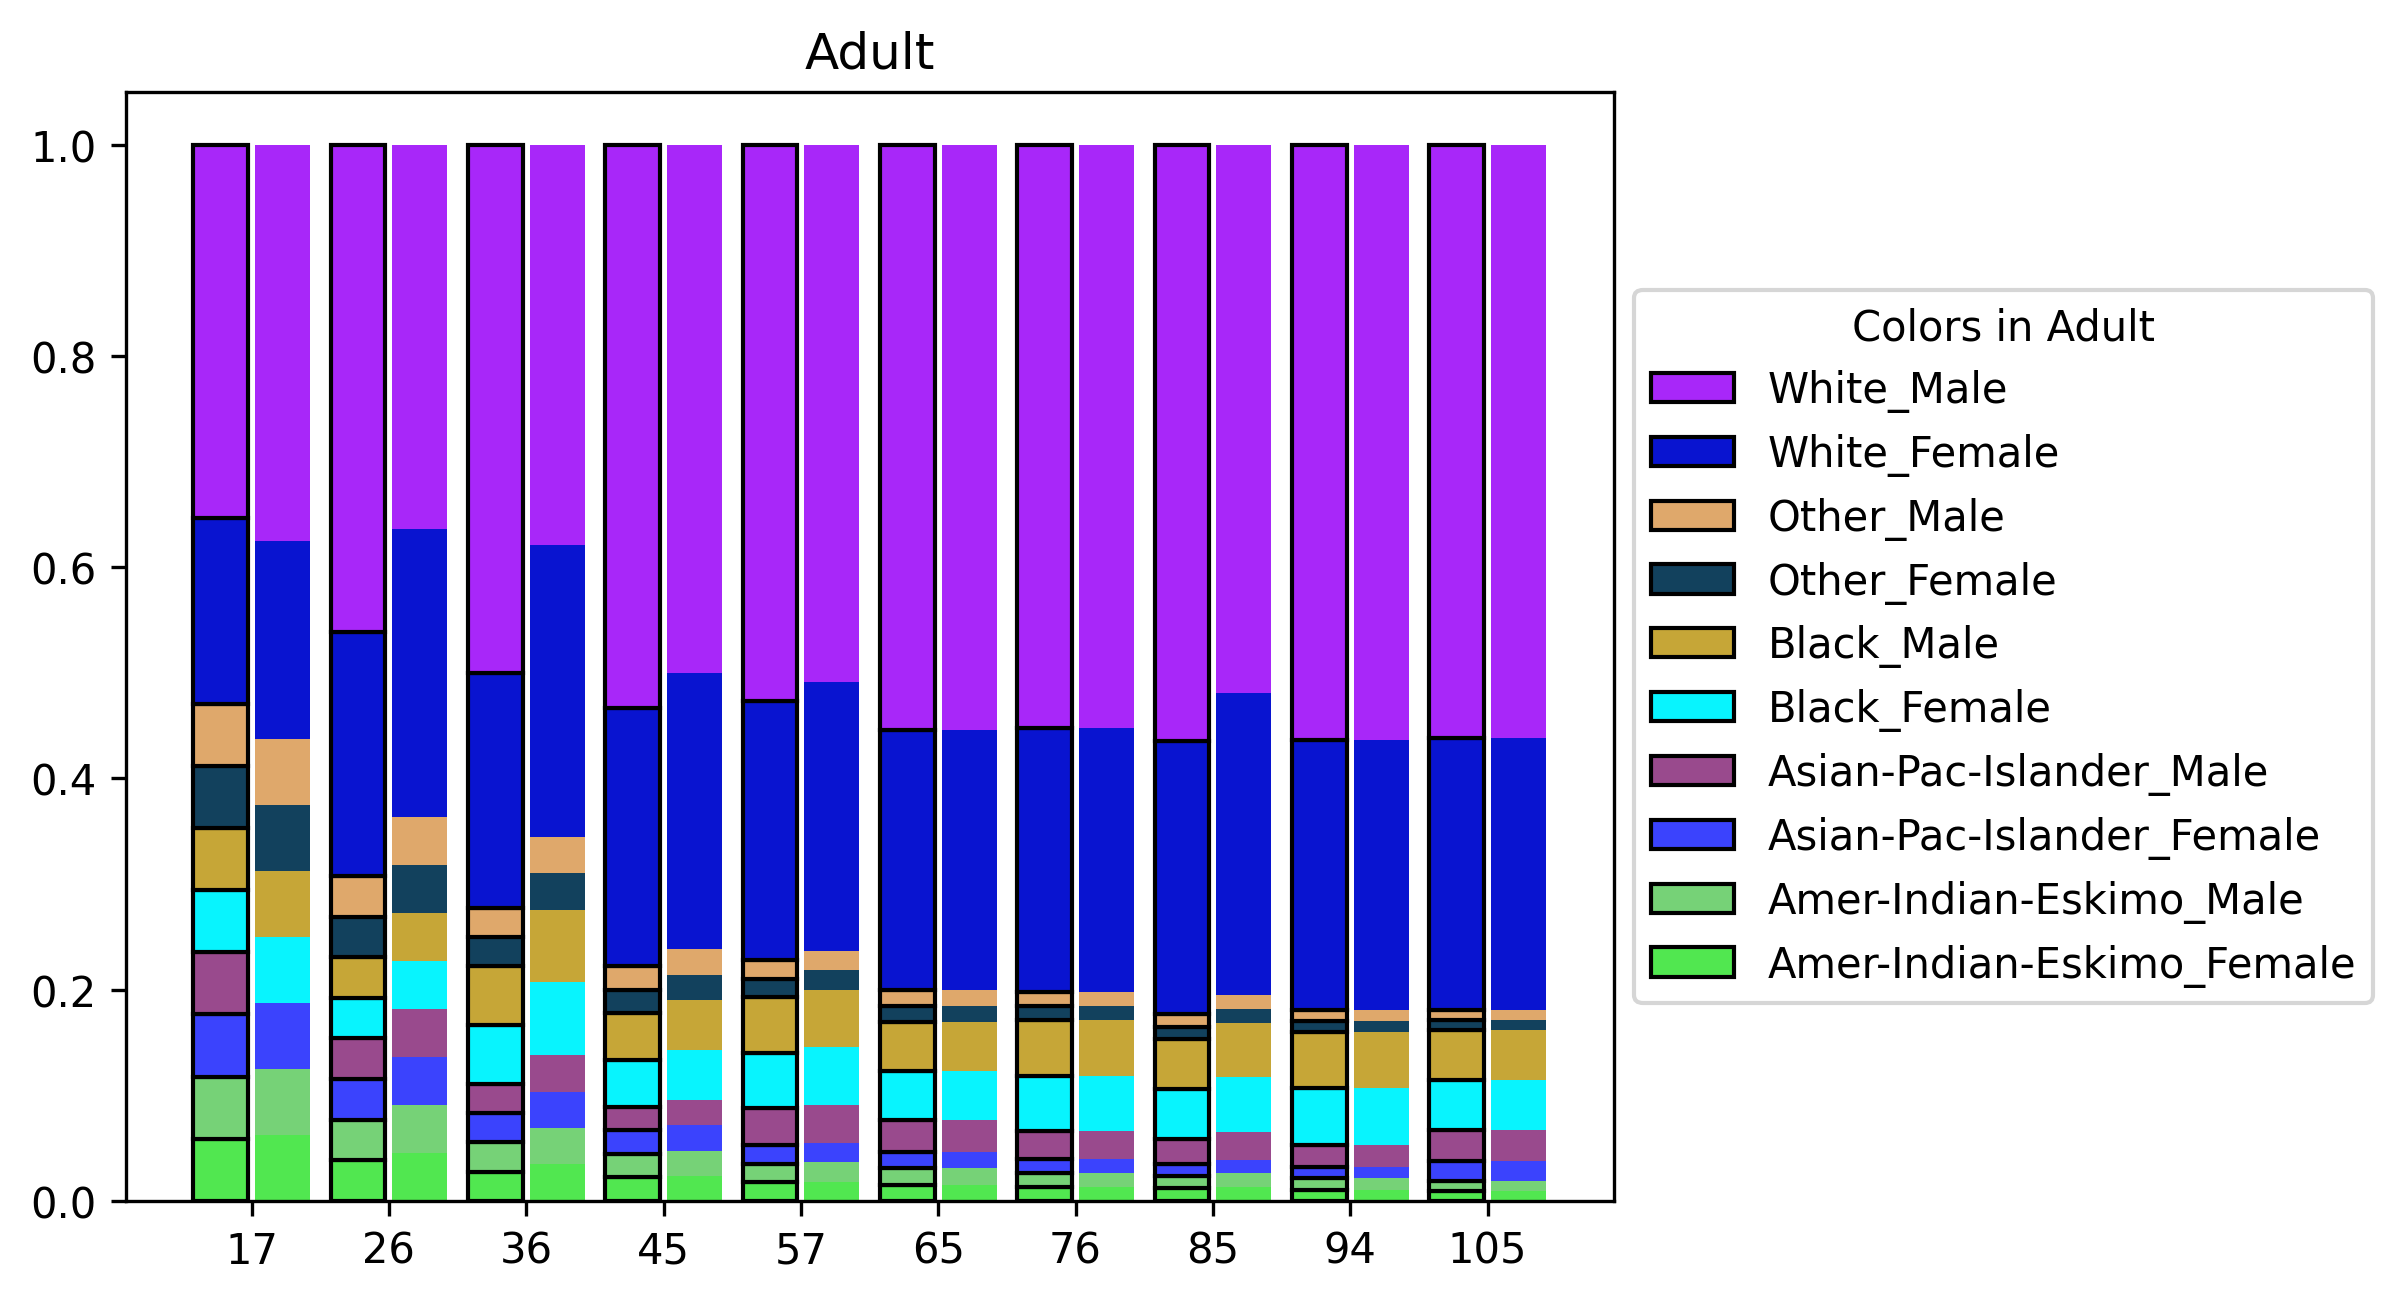 Adult
1.0
0.8
0.6
0.4
0.2
0.0
17 26 36 45 57 65 76 85 94 105
Colors in Adult
White_Male
White_Female
Other_Male
Other_Female
Black_Male
Black_Female
Asian-Pac-Islander_Male
Asian-Pac-Islander_Female
Amer-Indian-Eskimo_Male
Amer-Indian-Eskimo_Female